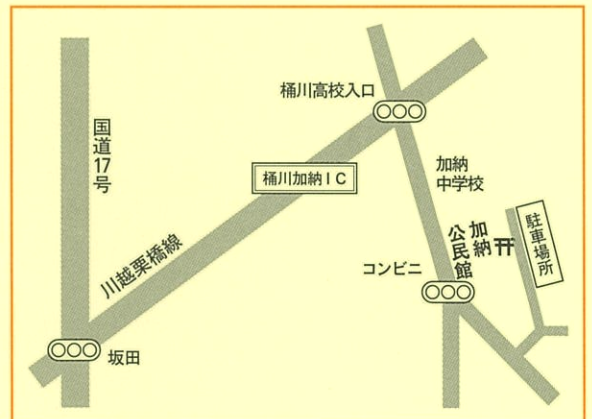 桶川高校入口
国道17号
桶川加納IC
加納
中学校
川越栗橋線
加納
公民館
駐車場所
コンビニ
坂田